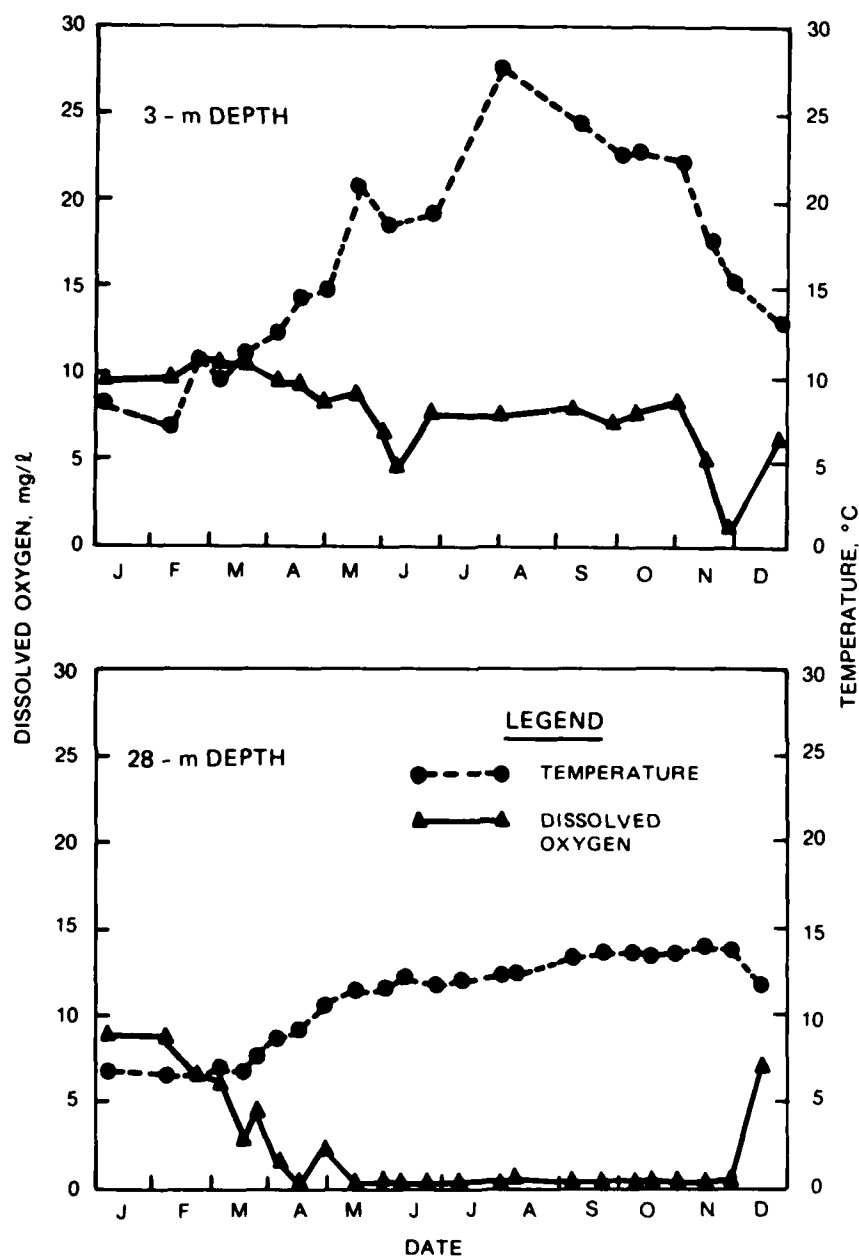 30
25
20
15
10
5
0
3 - m DEPTH
30
25
20
15
10
5
0
J F M A M J J A S O N D
DISSOLVED OXYGEN, mg/ℓ
TEMPERATURE, °C
30
25
20
15
10
5
0
28 - m DEPTH
LEGEND
TEMPERATURE
DISSOLVED
OXYGEN
30
25
20
15
10
5
0
J F M A M J J A S O N D
DATE